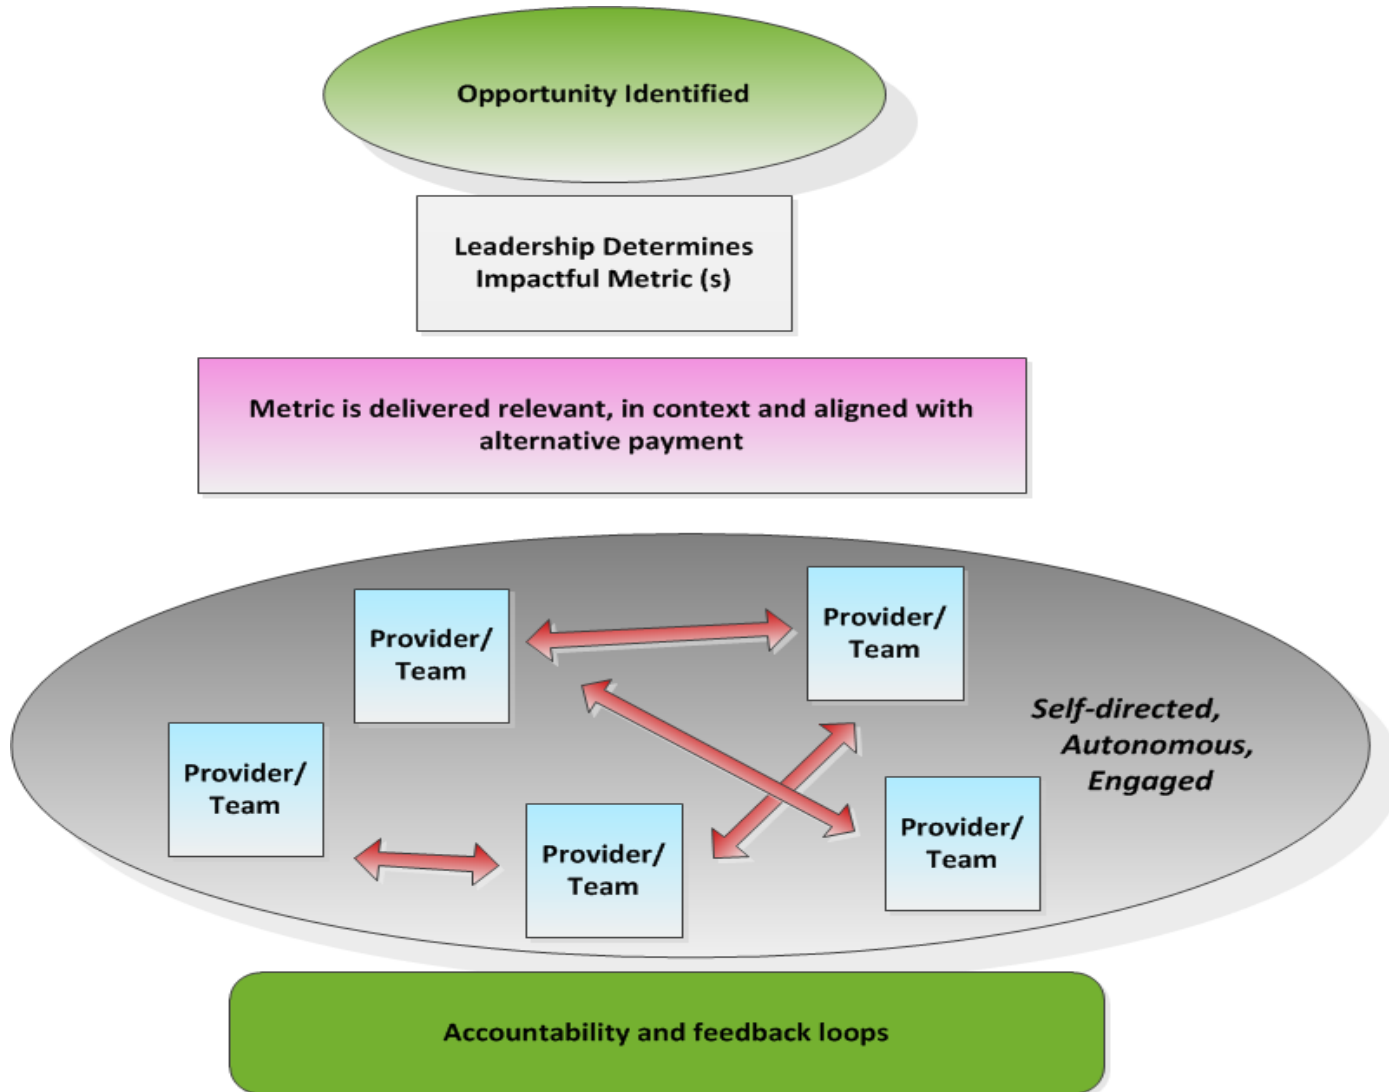 Opportunity Identified
Leadership Determines
Impactful Metric (s)
Metric is delivered relevant, in context and aligned with
alternative payment
Provider/
Team
Provider/
Team
Self-directed,
Autonomous,
Engaged
Provider/
Team
Provider/
Team
Provider/
Team
Accountability and feedback loops